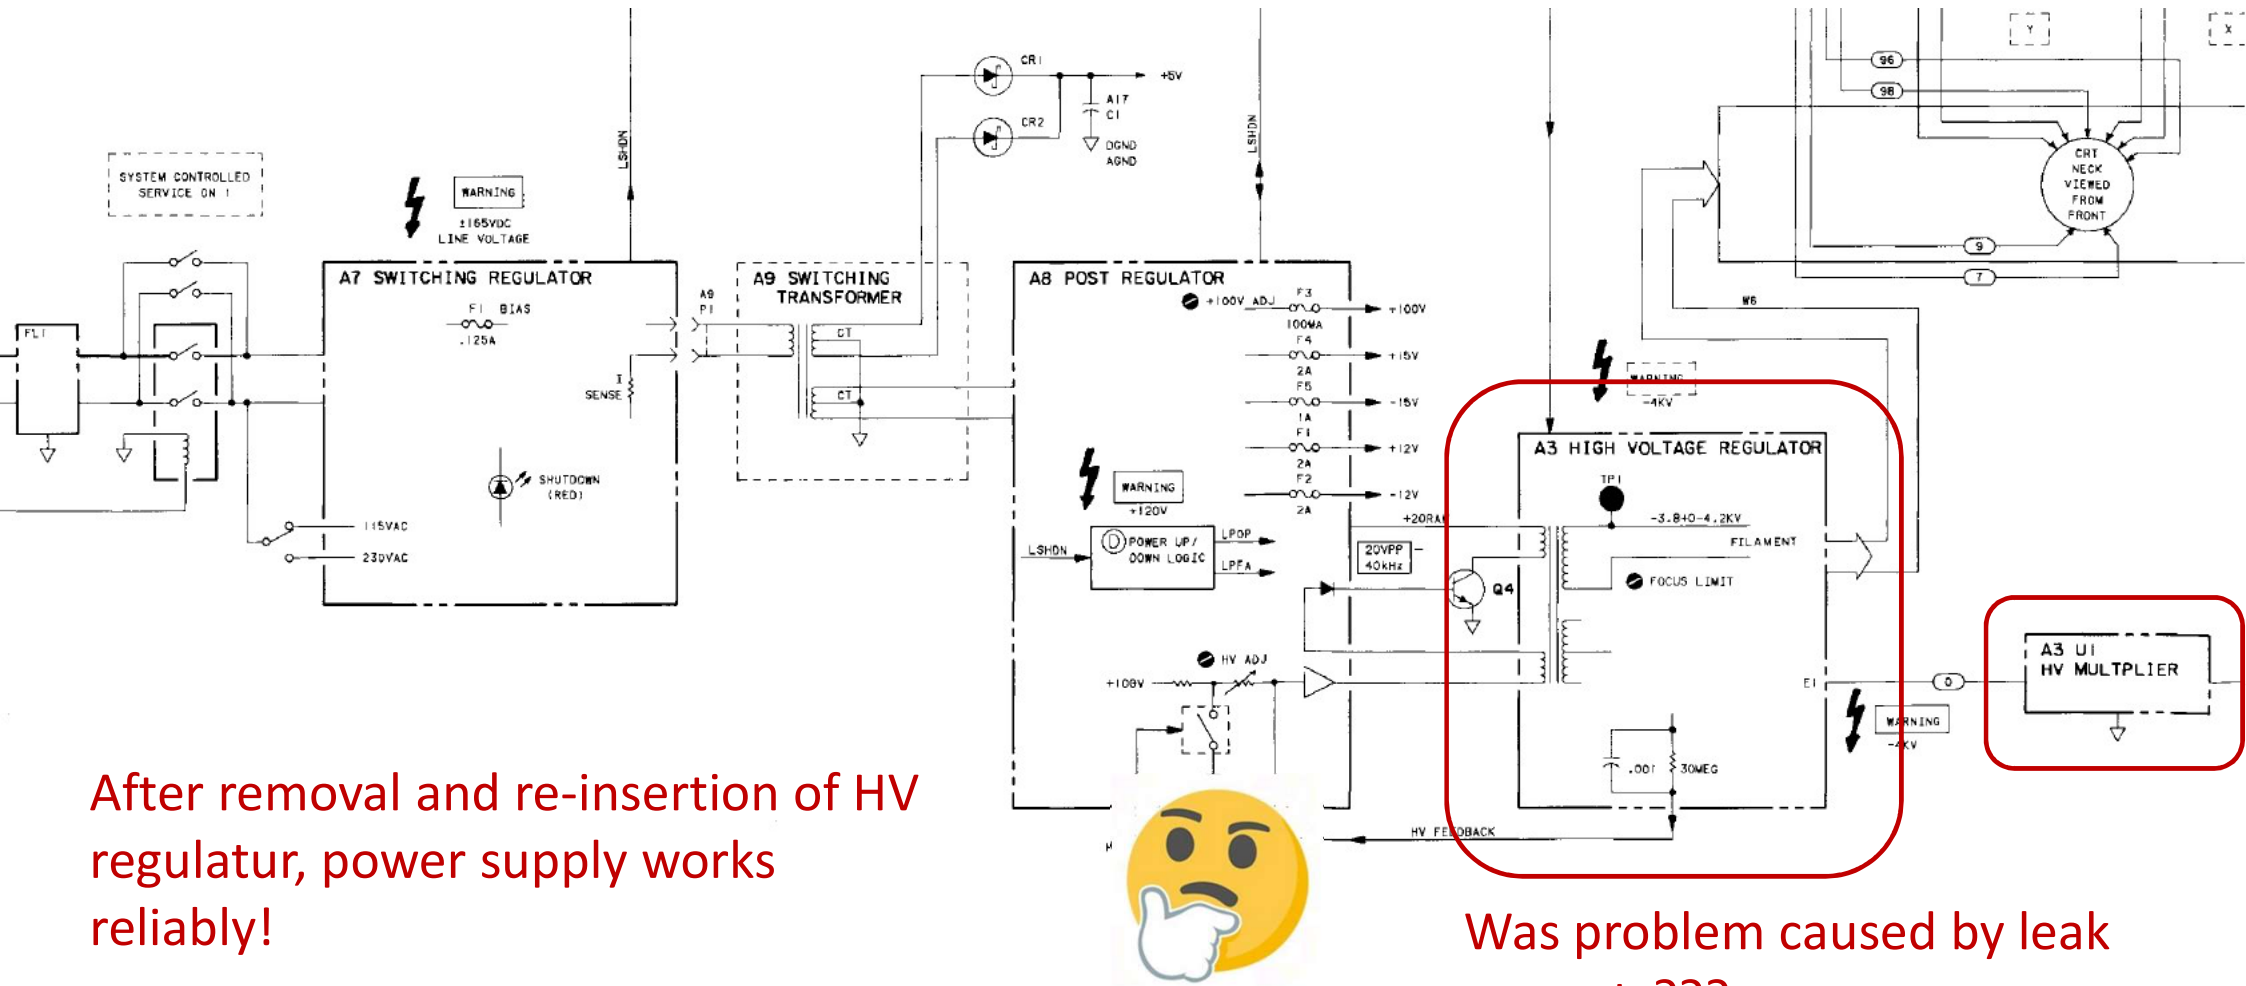 Y
X
96
98
CR1
+5V
A17
C1
CR2
DGND
AGND
LSHDN
LSHDN
CRT
NECK
VIEWED
FROM
FRONT
SYSTEM CONTROLLED
SERVICE ON !
WARNING
±165VDC
LINE VOLTAGE
9
7
A7 SWITCHING REGULATOR
F1 BIAS
.125A
A9
P1
A9 SWITCHING
TRANSFORMER
CT
CT
A8 POST REGULATOR
+100V ADJ
F3
+100V
100MA
F4
+15V
2A
F5
-15V
1A
F1
+12V
2A
F2
-12V
2A
W6
FL1
I
SENSE
SHUTDOWN
(RED)
115VAC
230VAC
WARNING
+120V
LSHDN
D
POWER UP/
DOWN LOGIC
LPOP
LPFA
WARNING
-4KV
A3 HIGH VOLTAGE REGULATOR
TP1
-3.8TO-4.2KV
FILAMENT
FOCUS LIMIT
20VPP
40kHz
Q4
HV ADJ
+100V
E1
0
A3 U1
HV MULTPLIER
WARNING
-4KV
.001
30MEG
HV FEEDBACK
After removal and re-insertion of HV
regulatur, power supply works
reliably!
Was problem caused by leak